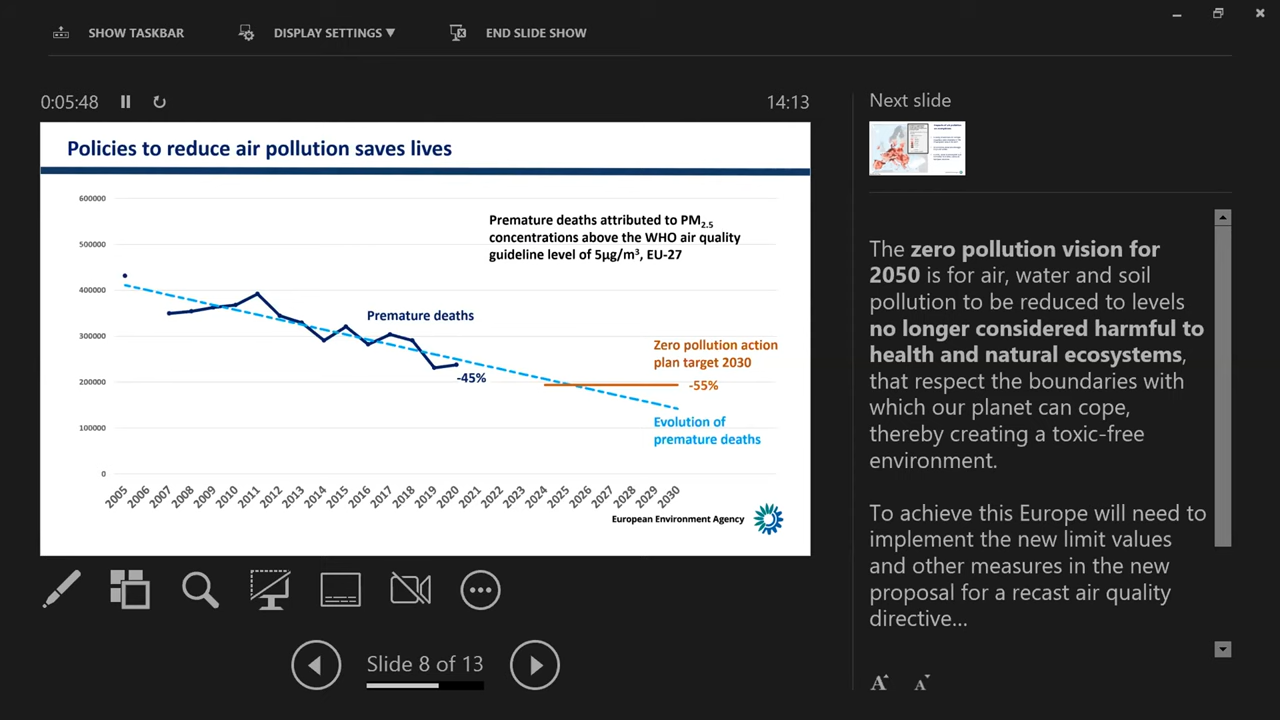 SHOW TASKBAR
DISPLAY SETTINGS ▼
END SLIDE SHOW
0:05:48
14:13
Next slide
Policies to reduce air pollution saves lives
600000
500000
400000
300000
200000
100000
0
Premature deaths attributed to PM2.5
concentrations above the WHO air quality
guideline level of 5µg/m³, EU-27
Premature deaths
-45%
Zero pollution action
plan target 2030
-55%
Evolution of
premature deaths
2005 2006 2007 2008 2009 2010 2011 2012 2013 2014 2015 2016 2017 2018 2019 2020 2021 2022 2023 2024 2025 2026 2027 2028 2029 2030
European Environment Agency
Slide 8 of 13
The zero pollution vision for
2050 is for air, water and soil
pollution to be reduced to levels
no longer considered harmful to
health and natural ecosystems,
that respect the boundaries with
which our planet can cope,
thereby creating a toxic-free
environment.
To achieve this Europe will need to
implement the new limit values
and other measures in the new
proposal for a recast air quality
directive...
A A